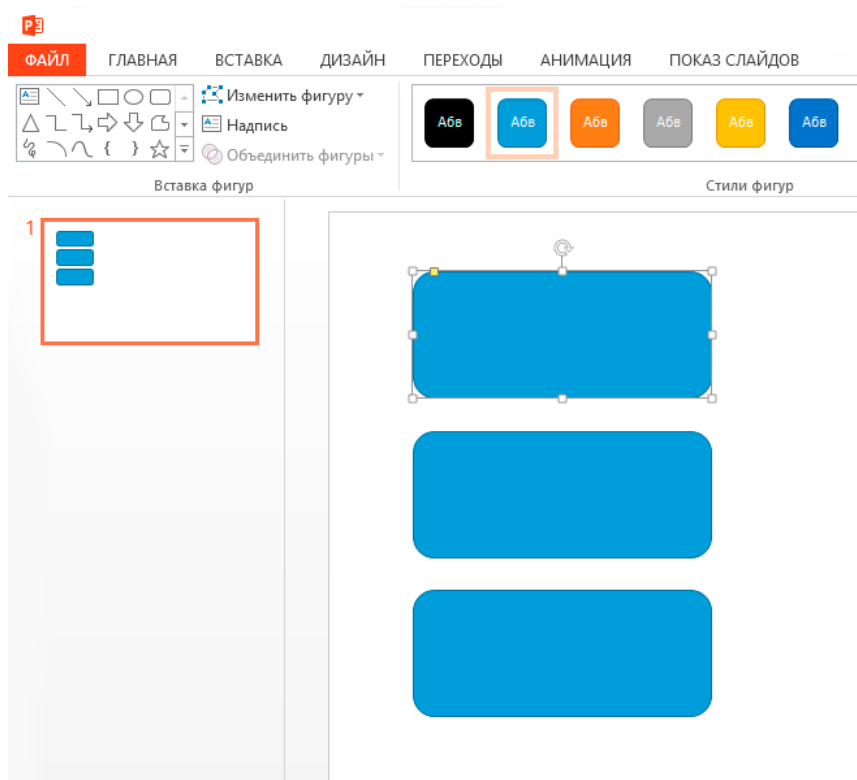 P
ФАЙЛ ГЛАВНАЯ ВСТАВКА ДИЗАЙН ПЕРЕХОДЫ АНИМАЦИЯ ПОКАЗ СЛАЙДОВ
A Изменить фигуру
A Надпись
Объединить фигуры
Абв Абв Абв Абв Абв Абв
Вставка фигур
Стили фигур
1